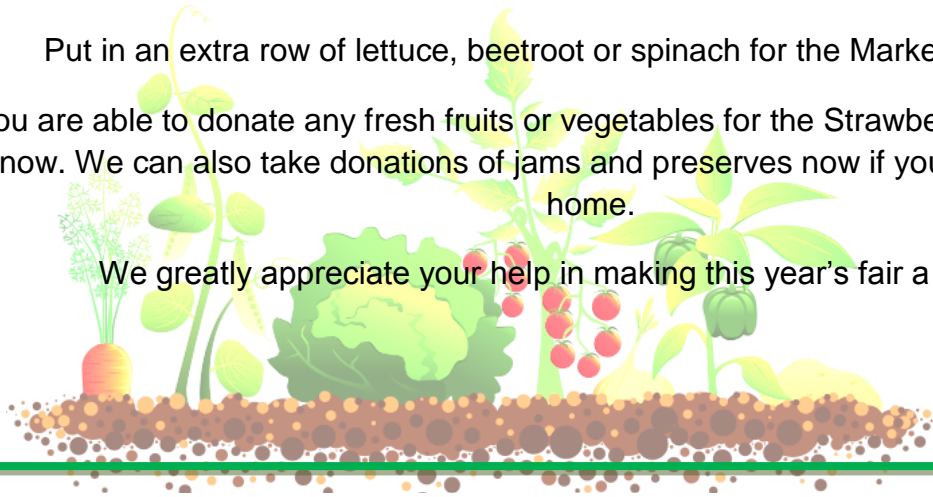 Put in an extra row of lettuce, beetroot or spinach for the Marke
ou are able to donate any fresh fruits or vegetables for the Strawbe
now. We can also take donations of jams and preserves now if you
home.
We greatly appreciate your help in making this year's fair a